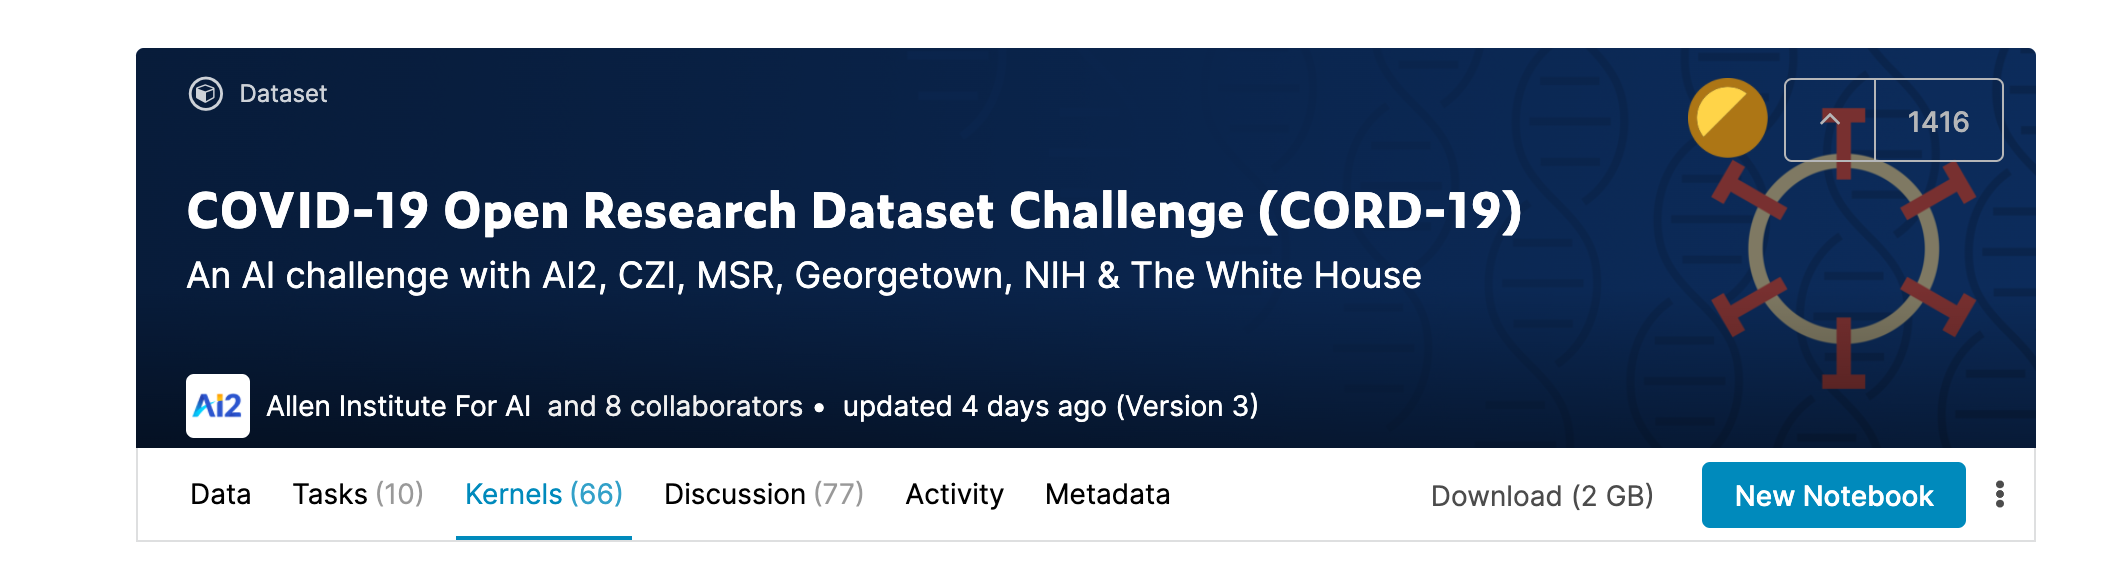 Dataset
1416
COVID-19 Open Research Dataset Challenge (CORD-19)
An AI challenge with AI2, CZI, MSR, Georgetown, NIH & The White House
Ai2 Allen Institute For AI and 8 collaborators • updated 4 days ago (Version 3)
Data Tasks (10) Kernels (66) Discussion (77) Activity Metadata Download (2 GB) New Notebook